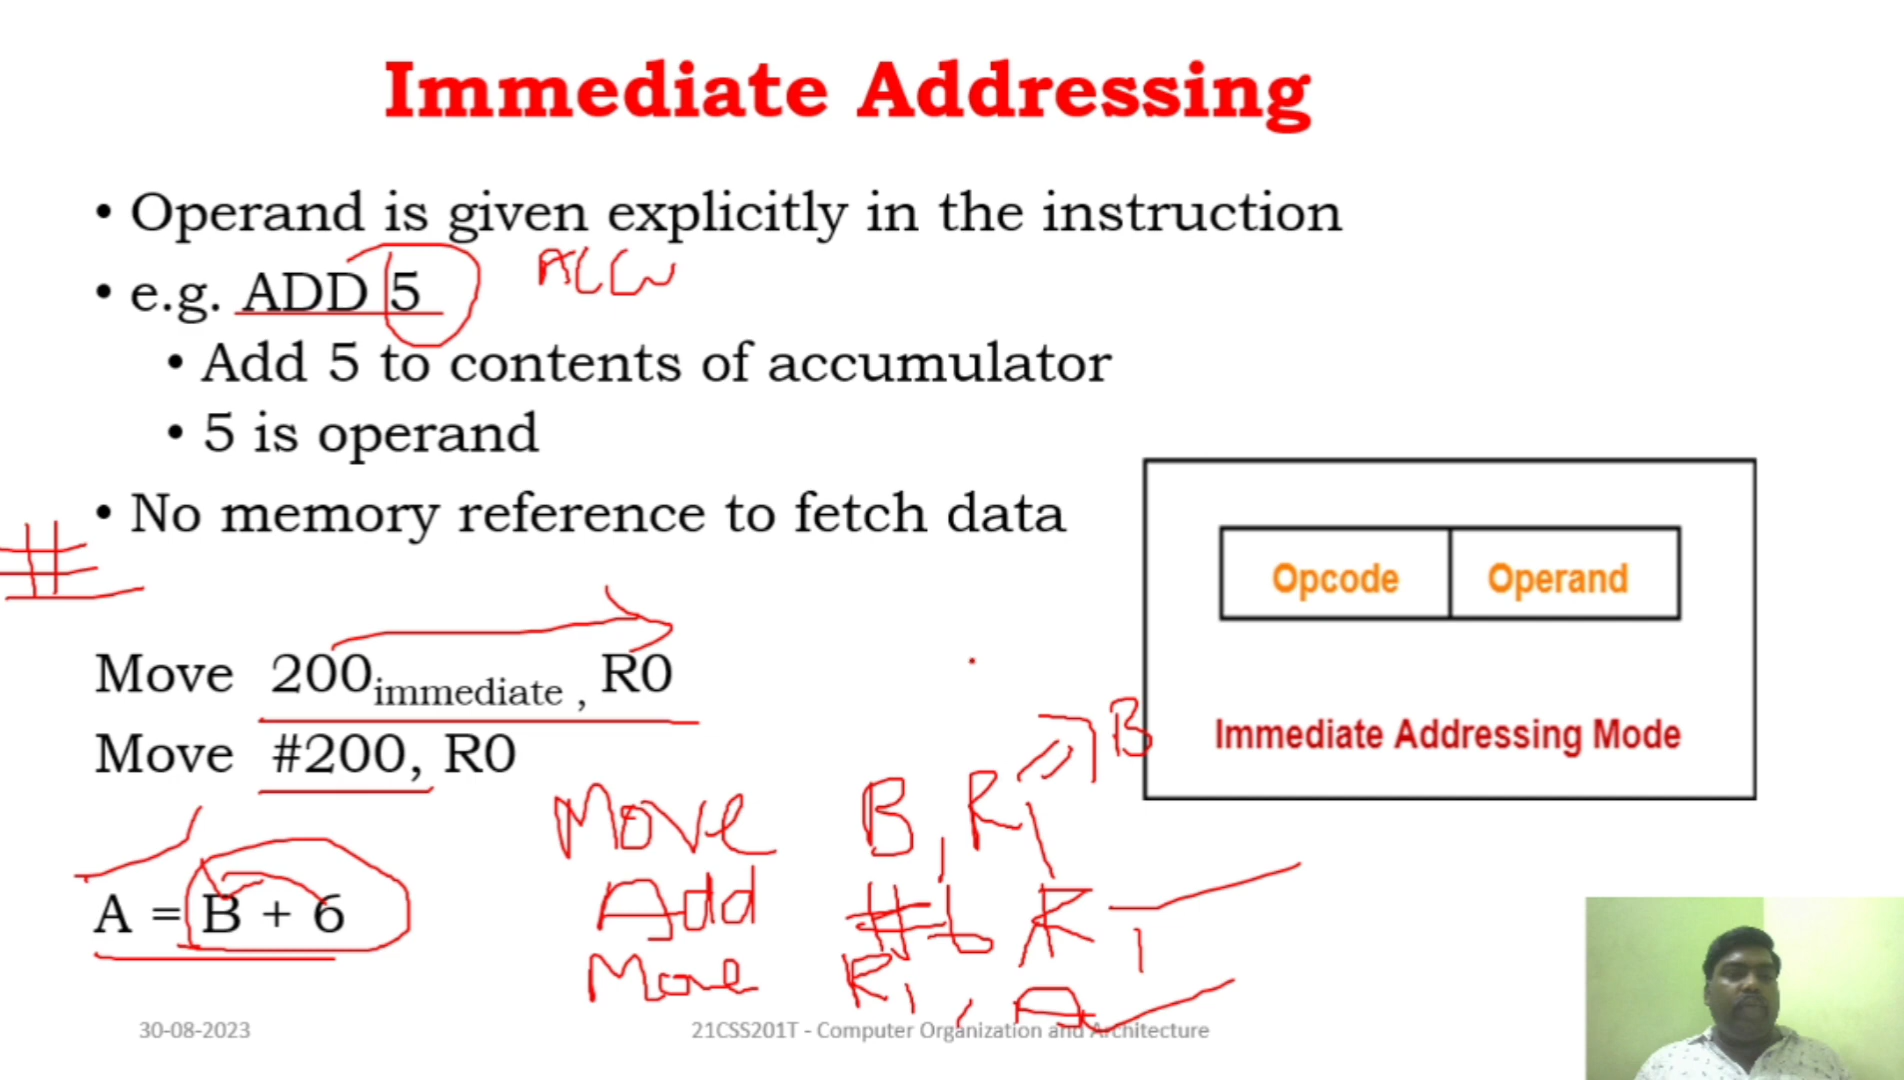 Immediate Addressing
• Operand is given explicitly in the instruction
Accu
• e.g. ADD 5
• Add 5 to contents of accumulator
• 5 is operand
• No memory reference to fetch data
#
Opcode Operand
Immediate Addressing Mode
Move 200immediate , R0
Move #200, R0
B
Move B, R1
A = B + 6
Add #6 R1
Move R1, A
30-08-2023
21CSS201T - Computer Organization and Architecture